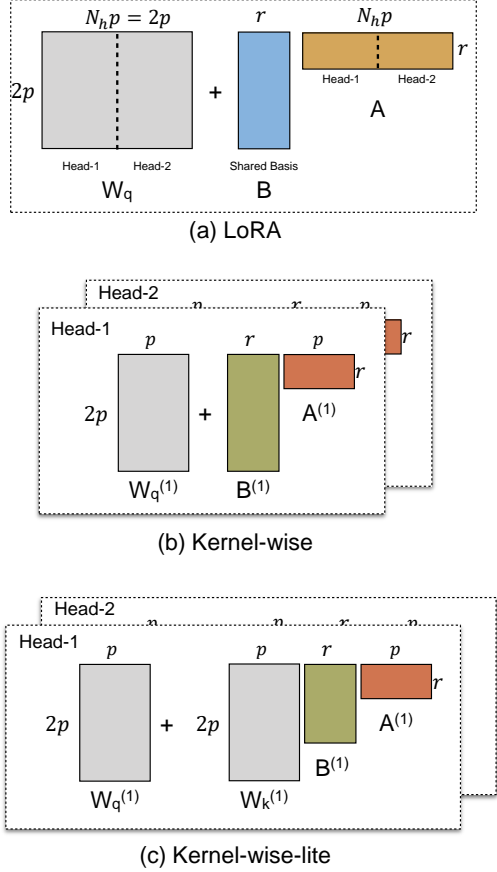 r
N_h p = 2p
N_h p
2p
+
r
Head-1
Head-2
Head-1
Head-2
Shared Basis
A
W_q
B
(a) LoRA
Head-2
p
r
p
Head-1
r
p
r
p
r
2p
+
A^(1)
W_q^(1)
B^(1)
(b) Kernel-wise
Head-2
p
p
r
p
Head-1
p
p
r
p
r
2p
+
2p
A^(1)
B^(1)
W_q^(1)
W_k^(1)
(c) Kernel-wise-lite